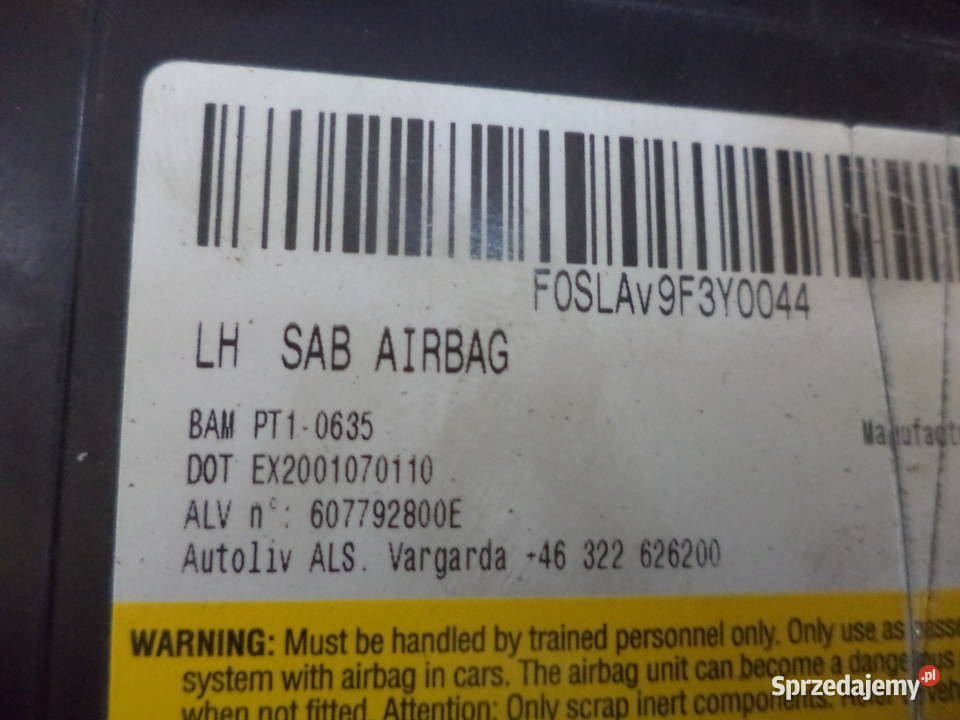 F0SLAv9F3Y0044
LH SAB AIRBAG
BAM PT1-0635
DOT EX2001070110
ALV n°: 607792800E
Autoliv ALS. Vargarda +46 322 626200
WARNING: Must be handled by trained personnel only. Only use as
system with airbag in cars. The airbag unit can become a dangerous
when not fitted. Attention: Only scrap inert components.
Sprzedajemy.pl